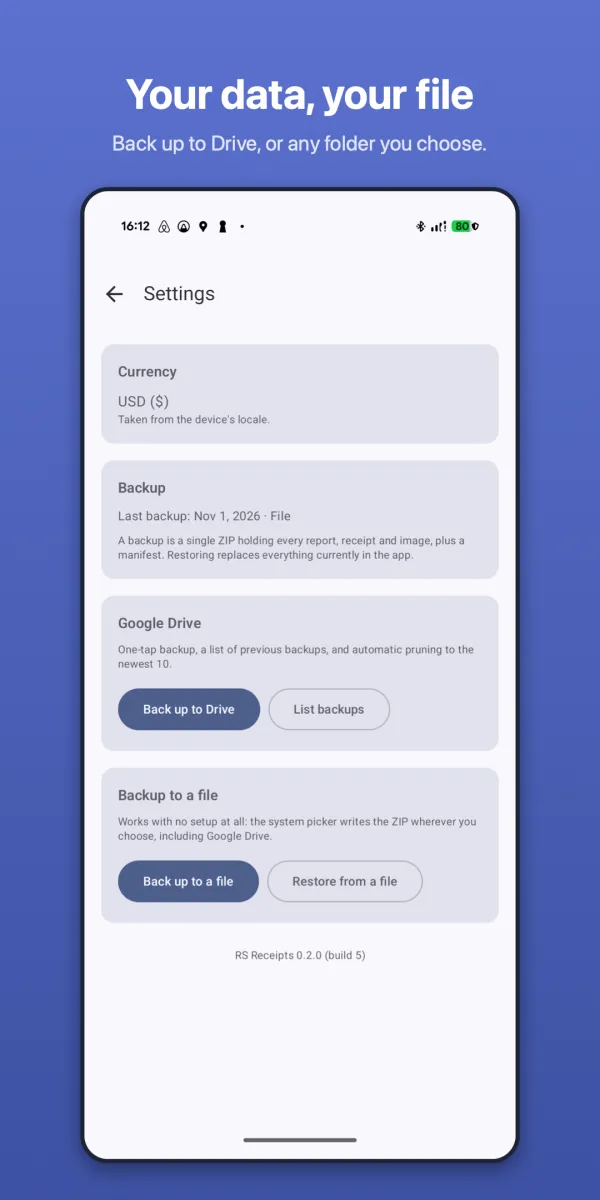 Your data, your file
Back up to Drive, or any folder you choose.
16:12
80
Settings
Currency
USD ($)
Taken from the device's locale.
Backup
Last backup: Nov 1, 2026 · File
A backup is a single ZIP holding every report, receipt and image, plus a
manifest. Restoring replaces everything currently in the app.
Google Drive
One-tap backup, a list of previous backups, and automatic pruning to the
newest 10.
Back up to Drive
List backups
Backup to a file
Works with no setup at all: the system picker writes the ZIP wherever you
choose, including Google Drive.
Back up to a file
Restore from a file
RS Receipts 0.2.0 (build 5)